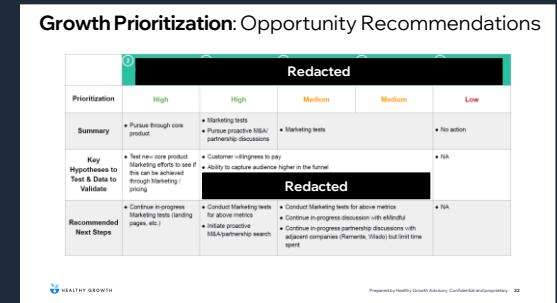 Growth Prioritization: Opportunity Recommendations
Redacted
Prioritization High High Medium Medium Low
Summary
• Pursue through core
product
• Marketing tests
• Pursue proactive M&A/
partnership discussions
• Marketing tests
• No action
Key
Hypotheses to
Test & Data to
Validate
• Test new core product
Marketing efforts to see if
this can be achieved
through Marketing /
pricing
• Customer willingness to pay
• Ability to capture audience higher in the funnel
Redacted
• NA
Recommended
Next Steps
• Continue in-progress
Marketing tests (landing
pages, etc.)
• Conduct Marketing tests
for above metrics
• Initiate proactive
M&A/partnership search
• Conduct Marketing tests for above metrics
• Continue in-progress discussion with eMindful
• Continue in-progress partnership discussions with
adjacent companies (Remente, Wisdo) but limit time
spent
• NA
HEALTHY GROWTH
Prepared by Healthy Growth Advisory. Confidential and proprietary. 32